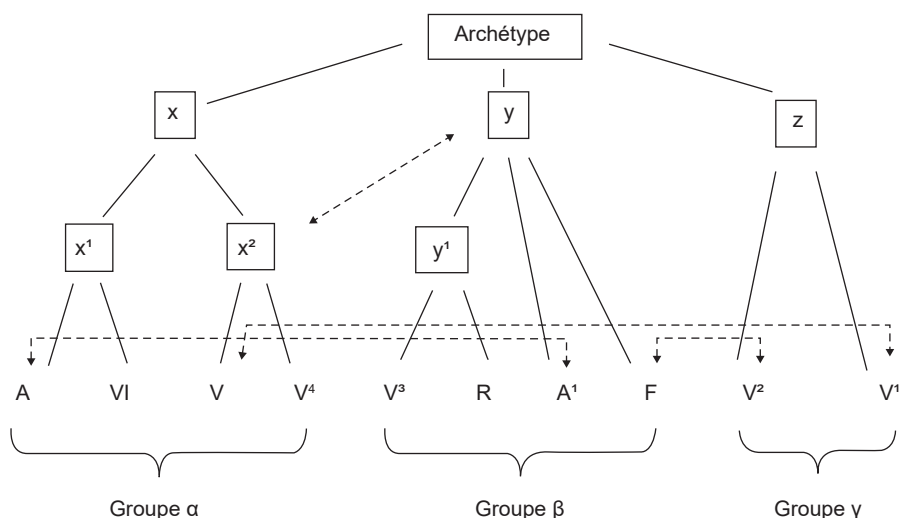 Archétype
x y z
x¹ x² y¹
A VI V V⁴ V³ R A¹ F V² V¹
Groupe α Groupe β Groupe γ